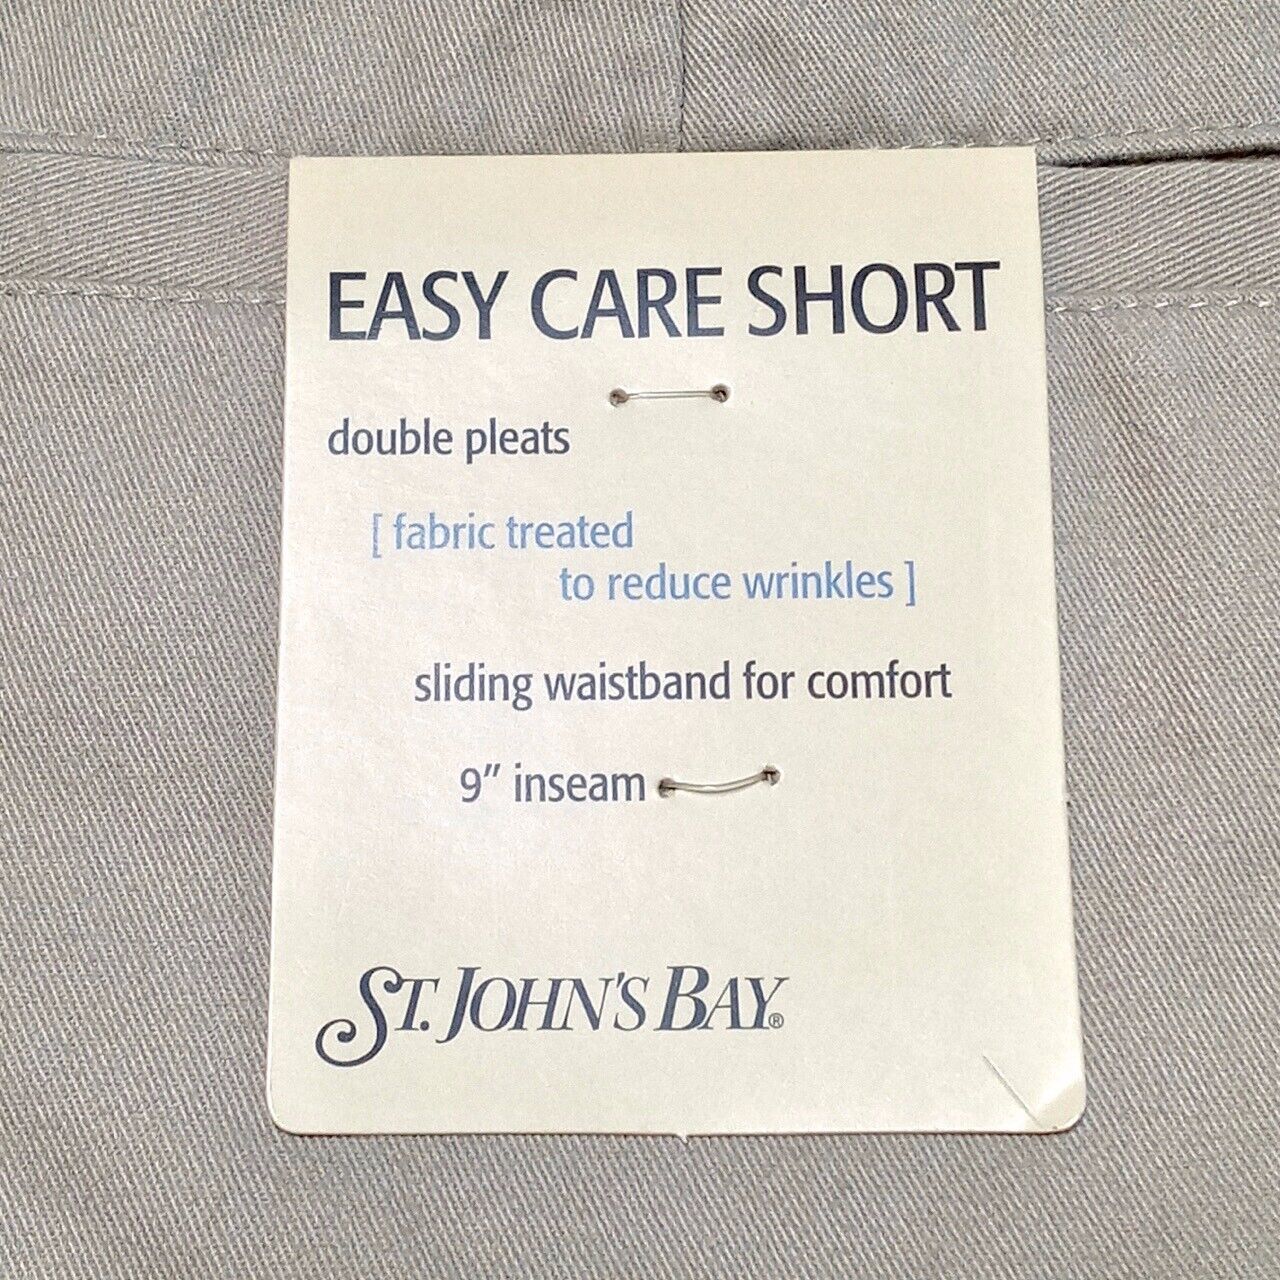 EASY CARE SHORT
double pleats
[ fabric treated
to reduce wrinkles ]
sliding waistband for comfort
9" inseam
ST. JOHN'S BAY®